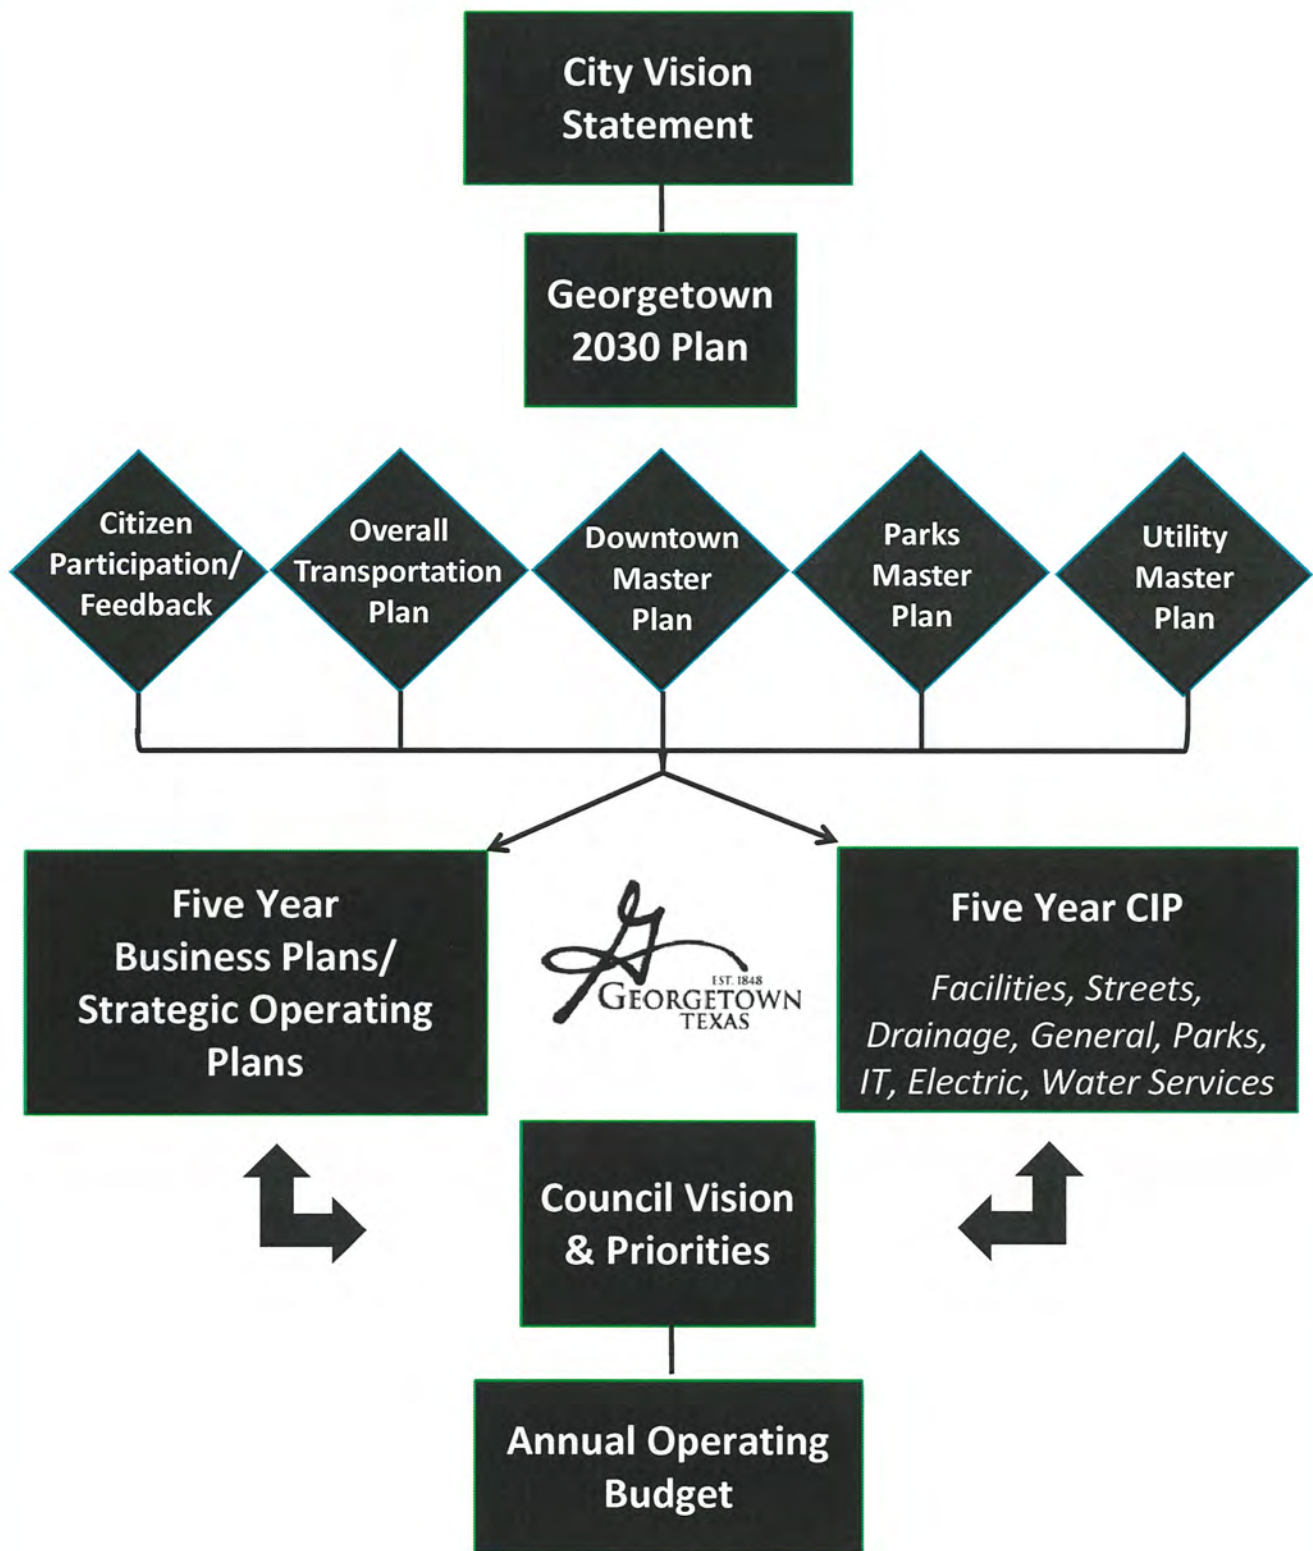 City Vision
Statement
Georgetown
2030 Plan
Citizen
Participation/
Feedback
Overall
Transportation
Plan
Downtown
Master
Plan
Parks
Master
Plan
Utility
Master
Plan
Five Year
Business Plans/
Strategic Operating
Plans
EST. 1848
GEORGETOWN
TEXAS
Five Year CIP
Facilities, Streets,
Drainage, General, Parks,
IT, Electric, Water Services
Council Vision
& Priorities
Annual Operating
Budget